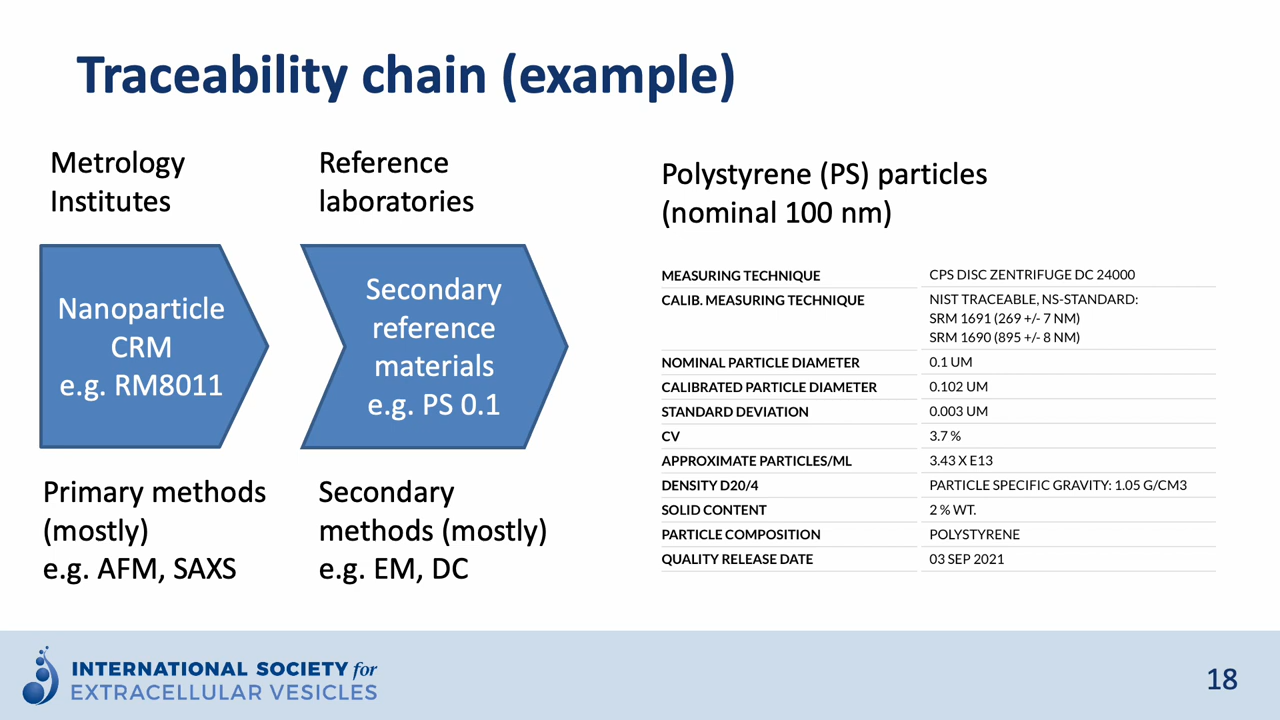 Traceability chain (example)
Metrology
Institutes
Nanoparticle
CRM
e.g. RM8011
Primary methods
(mostly)
e.g. AFM, SAXS
Reference
laboratories
Secondary
reference
materials
e.g. PS 0.1
Secondary
methods (mostly)
e.g. EM, DC
Polystyrene (PS) particles
(nominal 100 nm)
MEASURING TECHNIQUE CPS DISC ZENTRIFUGE DC 24000
CALIB. MEASURING TECHNIQUE NIST TRACEABLE, NS-STANDARD:
SRM 1691 (269 +/- 7 NM)
SRM 1690 (895 +/- 8 NM)
NOMINAL PARTICLE DIAMETER 0.1 UM
CALIBRATED PARTICLE DIAMETER 0.102 UM
STANDARD DEVIATION 0.003 UM
CV 3.7 %
APPROXIMATE PARTICLES/ML 3.43 X E13
DENSITY D20/4 PARTICLE SPECIFIC GRAVITY: 1.05 G/CM3
SOLID CONTENT 2 % WT.
PARTICLE COMPOSITION POLYSTYRENE
QUALITY RELEASE DATE 03 SEP 2021
INTERNATIONAL SOCIETY for
EXTRACELLULAR VESICLES
18